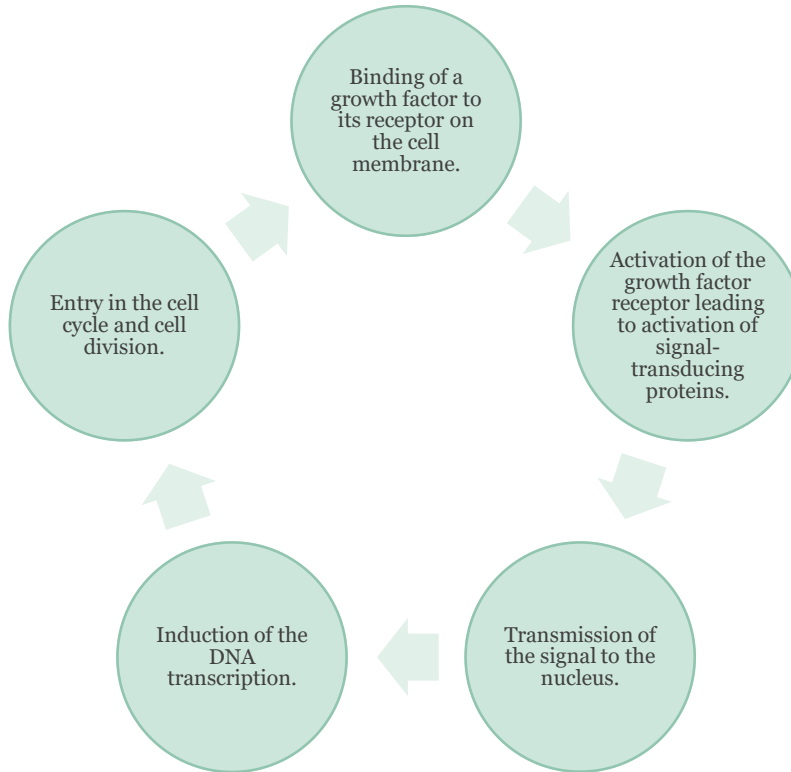 Binding of a
growth factor to
its receptor on
the cell
membrane.
Activation of the
growth factor
receptor leading
to activation of
signal-
transducing
proteins.
Transmission of
the signal to the
nucleus.
Induction of the
DNA
transcription.
Entry in the cell
cycle and cell
division.